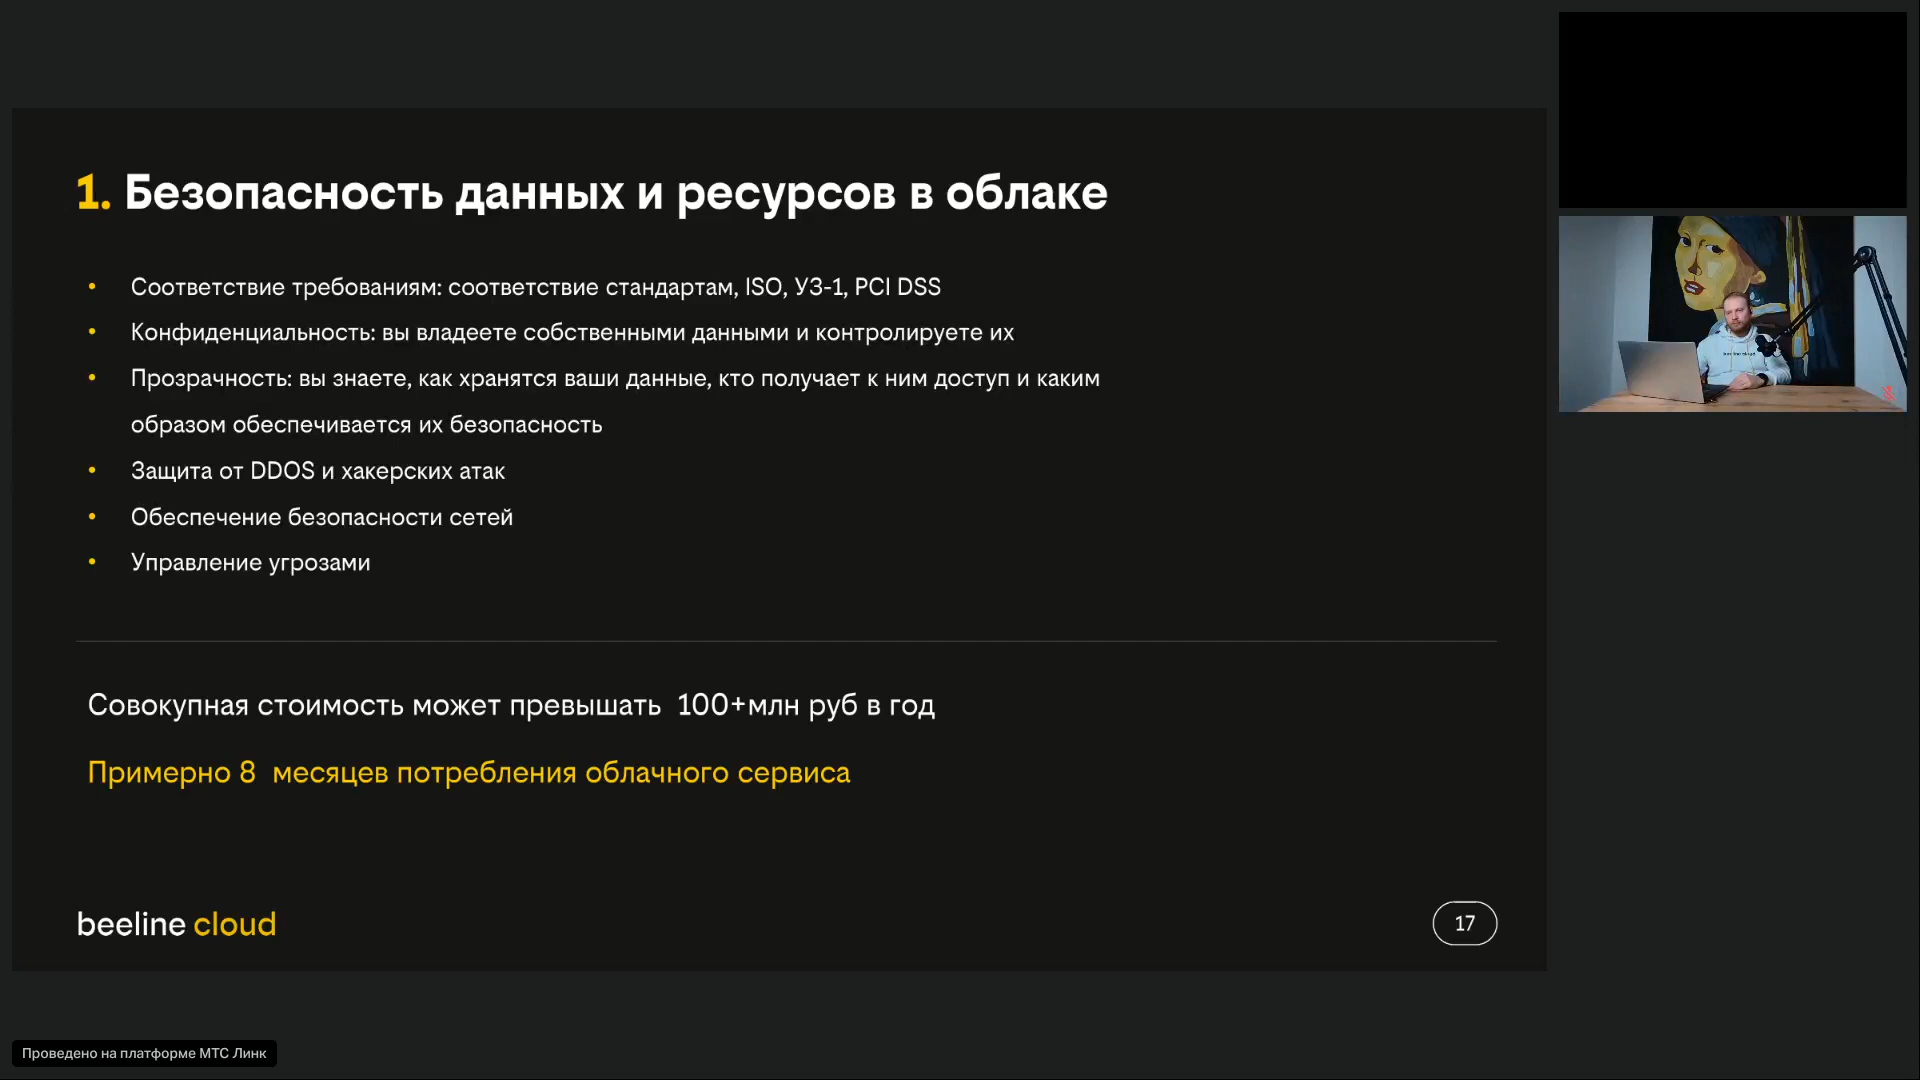 1. Безопасность данных и ресурсов в облаке
• Соответствие требованиям: соответствие стандартам, ISO, УЗ-1, PCI DSS
• Конфиденциальность: вы владеете собственными данными и контролируете их
• Прозрачность: вы знаете, как хранятся ваши данные, кто получает к ним доступ и каким
образом обеспечивается их безопасность
• Защита от DDOS и хакерских атак
• Обеспечение безопасности сетей
• Управление угрозами
Совокупная стоимость может превышать 100+млн руб в год
Примерно 8 месяцев потребления облачного сервиса
beeline cloud
17
beeline cloud
Проведено на платформе МТС Линк